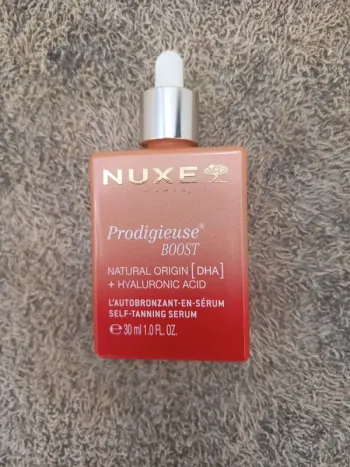 NUXE
PARIS
Prodigieuse®
BOOST
NATURAL ORIGIN [DHA]
+ HYALURONIC ACID
L'AUTOBRONZANT-EN-SÉRUM
SELF-TANNING SERUM
℮ 30 ml 1.0 FL. OZ.